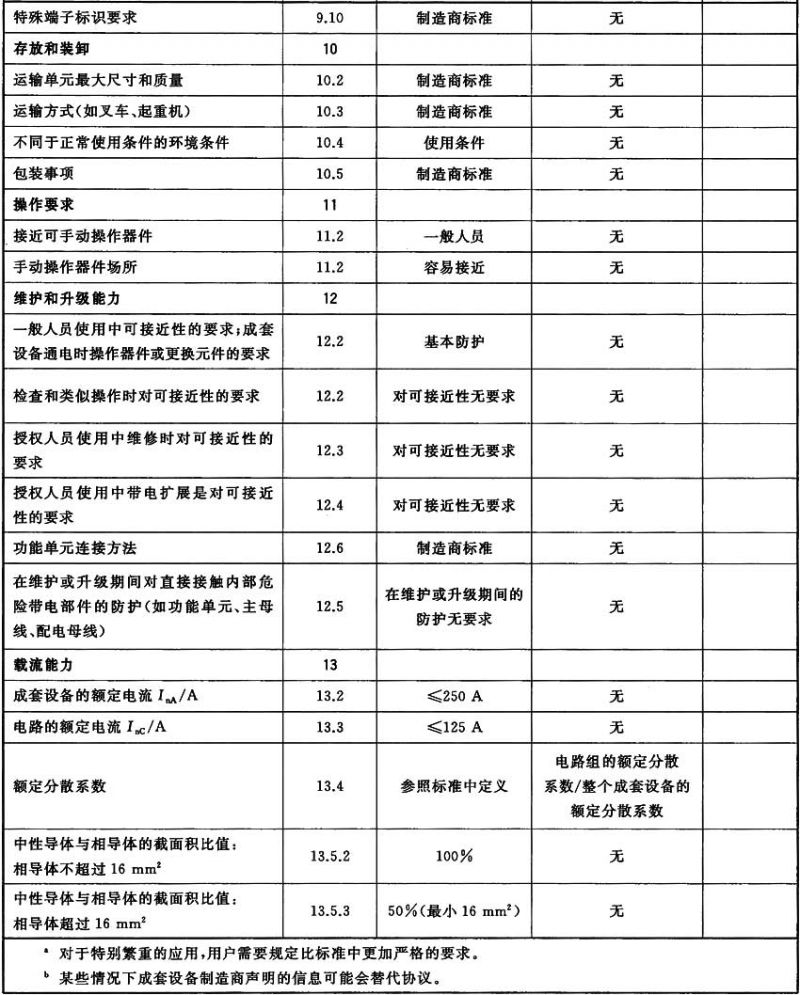 特殊端子标识要求 9.10 制造商标准 无
存放和装卸 10
运输单元最大尺寸和质量 10.2 制造商标准 无
运输方式(如叉车、起重机) 10.3 制造商标准 无
不同于正常使用条件的环境条件 10.4 使用条件 无
包装事项 10.5 制造商标准 无
操作要求 11
接近可手动操作器件 11.2 一般人员 无
手动操作器件场所 11.2 容易接近 无
维护和升级能力 12
一般人员使用中可接近性的要求;成套
设备通电时操作器件或更换元件的要求
12.2 基本防护 无
检查和类似操作时对可接近性的要求 12.2 对可接近性无要求 无
授权人员使用中维修时对可接近性的
要求
12.3 对可接近性无要求 无
授权人员使用中带电扩展是对可接近
性的要求
12.4 对可接近性无要求 无
功能单元连接方法 12.6 制造商标准 无
在维护或升级期间对直接接触内部危
险带电部件的防护(如功能单元、主母
线、配电母线)
12.5
在维护或升级期间的
防护无要求
无
载流能力 13
成套设备的额定电流 InA/A 13.2 ≤250 A 无
电路的额定电流 InC/A 13.3 ≤125 A 无
额定分散系数 13.4 参照标准中定义
电路组的额定分散
系数/整个成套设备的
额定分散系数
中性导体与相导体的截面积比值:
相导体不超过 16 mm²
13.5.2 100% 无
中性导体与相导体的截面积比值:
相导体超过 16 mm²
13.5.3 50%(最小 16 mm²) 无
ᵃ 对于特别繁重的应用,用户需要规定比标准中更加严格的要求。
ᵇ 某些情况下成套设备制造商声明的信息可能会替代协议。